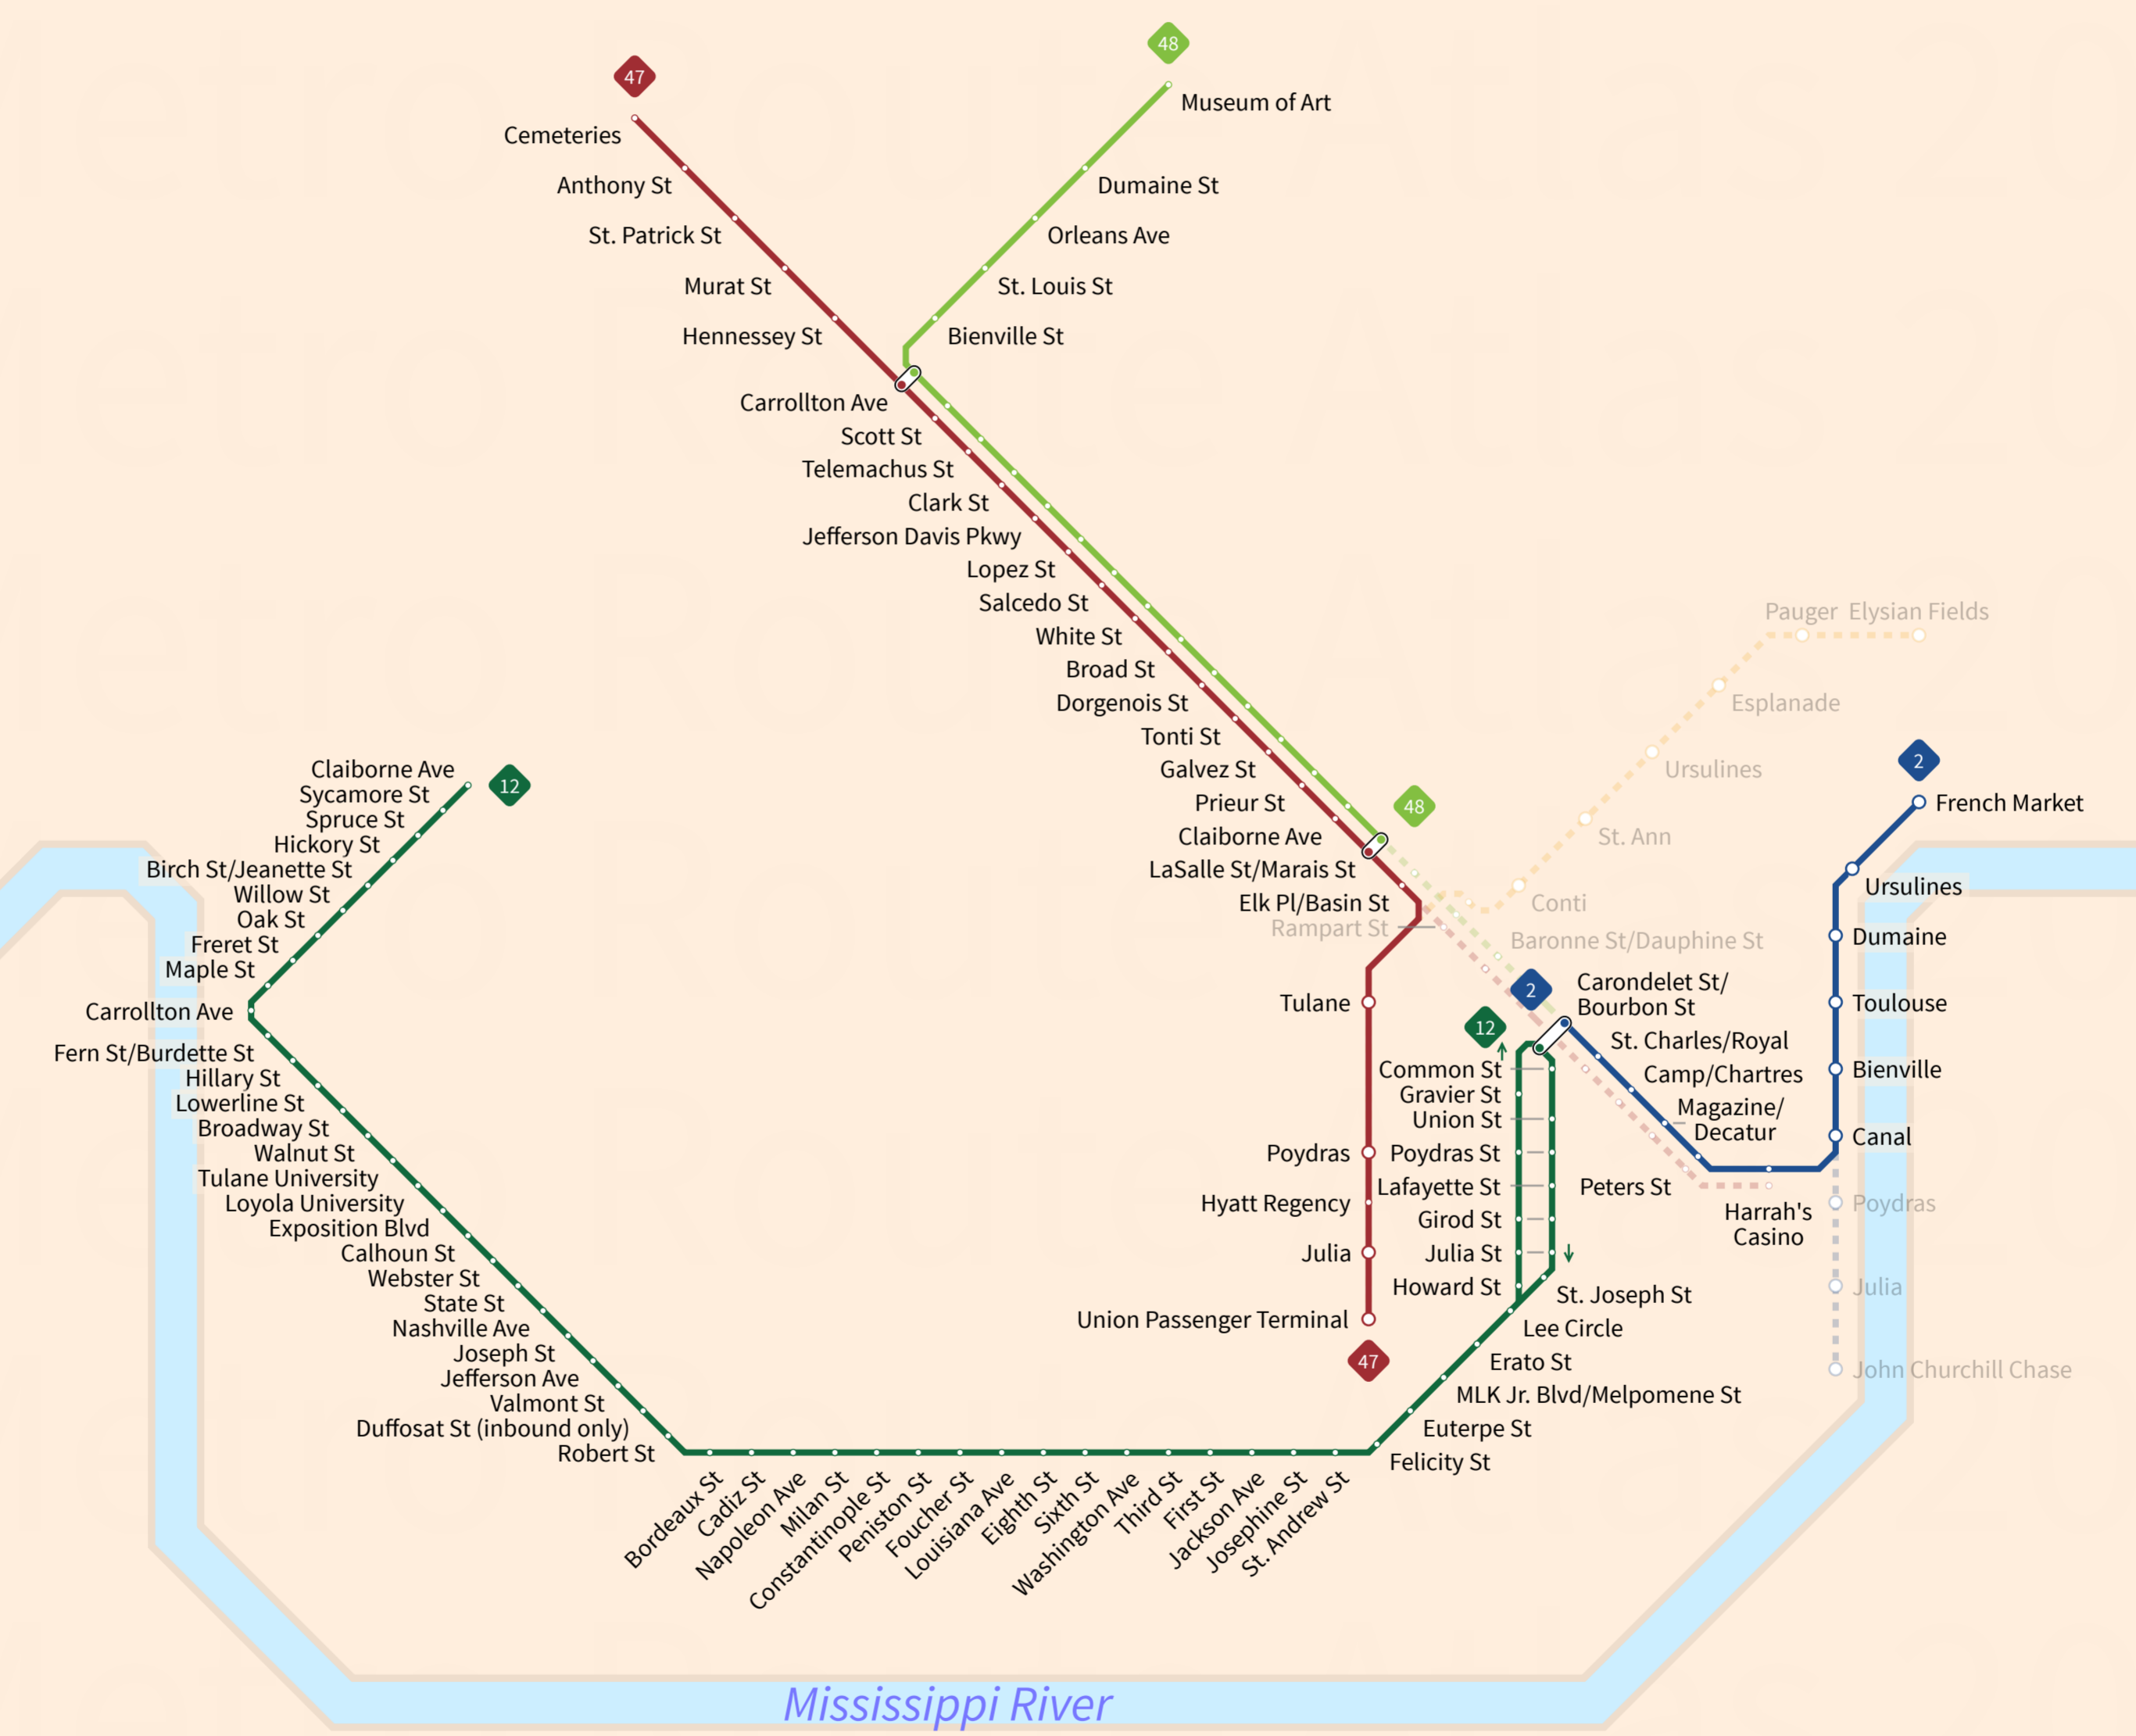 47
48
Museum of Art
Cemeteries
Dumaine St
Anthony St
Orleans Ave
St. Patrick St
St. Louis St
Murat St
Bienville St
Hennessey St
Carrollton Ave
Scott St
Telemachus St
Clark St
Jefferson Davis Pkwy
Lopez St
Salcedo St
White St
Broad St
Dorgenois St
Tonti St
Galvez St
Prieur St
Claiborne Ave
LaSalle St/Marais St
Elk Pl/Basin St
Rampart St
48
Pauger
Elysian Fields
Esplanade
Ursulines
St. Ann
Conti
Baronne St/Dauphine St
2
French Market
Ursulines
Dumaine
Toulouse
Bienville
Canal
Poydras
Julia
John Churchill Chase
2
Carondelet St/
Bourbon St
St. Charles/Royal
Camp/Chartres
Magazine/
Decatur
Peters St
Harrah's
Casino
Tulane
Poydras
Hyatt Regency
Julia
Union Passenger Terminal
47
12
Common St
Gravier St
Union St
Poydras St
Lafayette St
Girod St
Julia St
Howard St
St. Joseph St
Lee Circle
Erato St
MLK Jr. Blvd/Melpomene St
Euterpe St
Felicity St
12
Claiborne Ave
Sycamore St
Spruce St
Hickory St
Birch St/Jeanette St
Willow St
Oak St
Freret St
Maple St
Carrollton Ave
Fern St/Burdette St
Hillary St
Lowerline St
Broadway St
Walnut St
Tulane University
Loyola University
Exposition Blvd
Calhoun St
Webster St
State St
Nashville Ave
Joseph St
Jefferson Ave
Valmont St
Duffosat St (inbound only)
Robert St
Bordeaux St
Cadiz St
Napoleon Ave
Milan St
Constantinople St
Peniston St
Foucher St
Louisiana Ave
Eighth St
Sixth St
Washington Ave
Third St
First St
Jackson Ave
Josephine St
St. Andrew St
Mississippi River